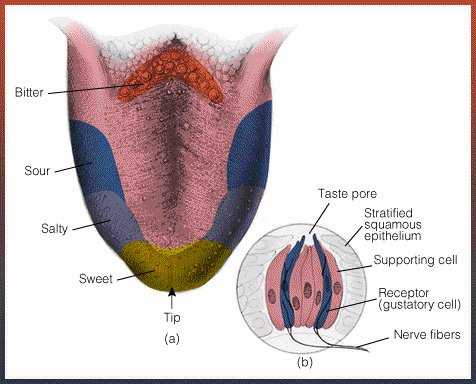 Bitter
Sour
Salty
Sweet
Tip
(a)
Taste pore
Stratified
squamous
epithelium
Supporting cell
Receptor
(gustatory cell)
Nerve fibers
(b)